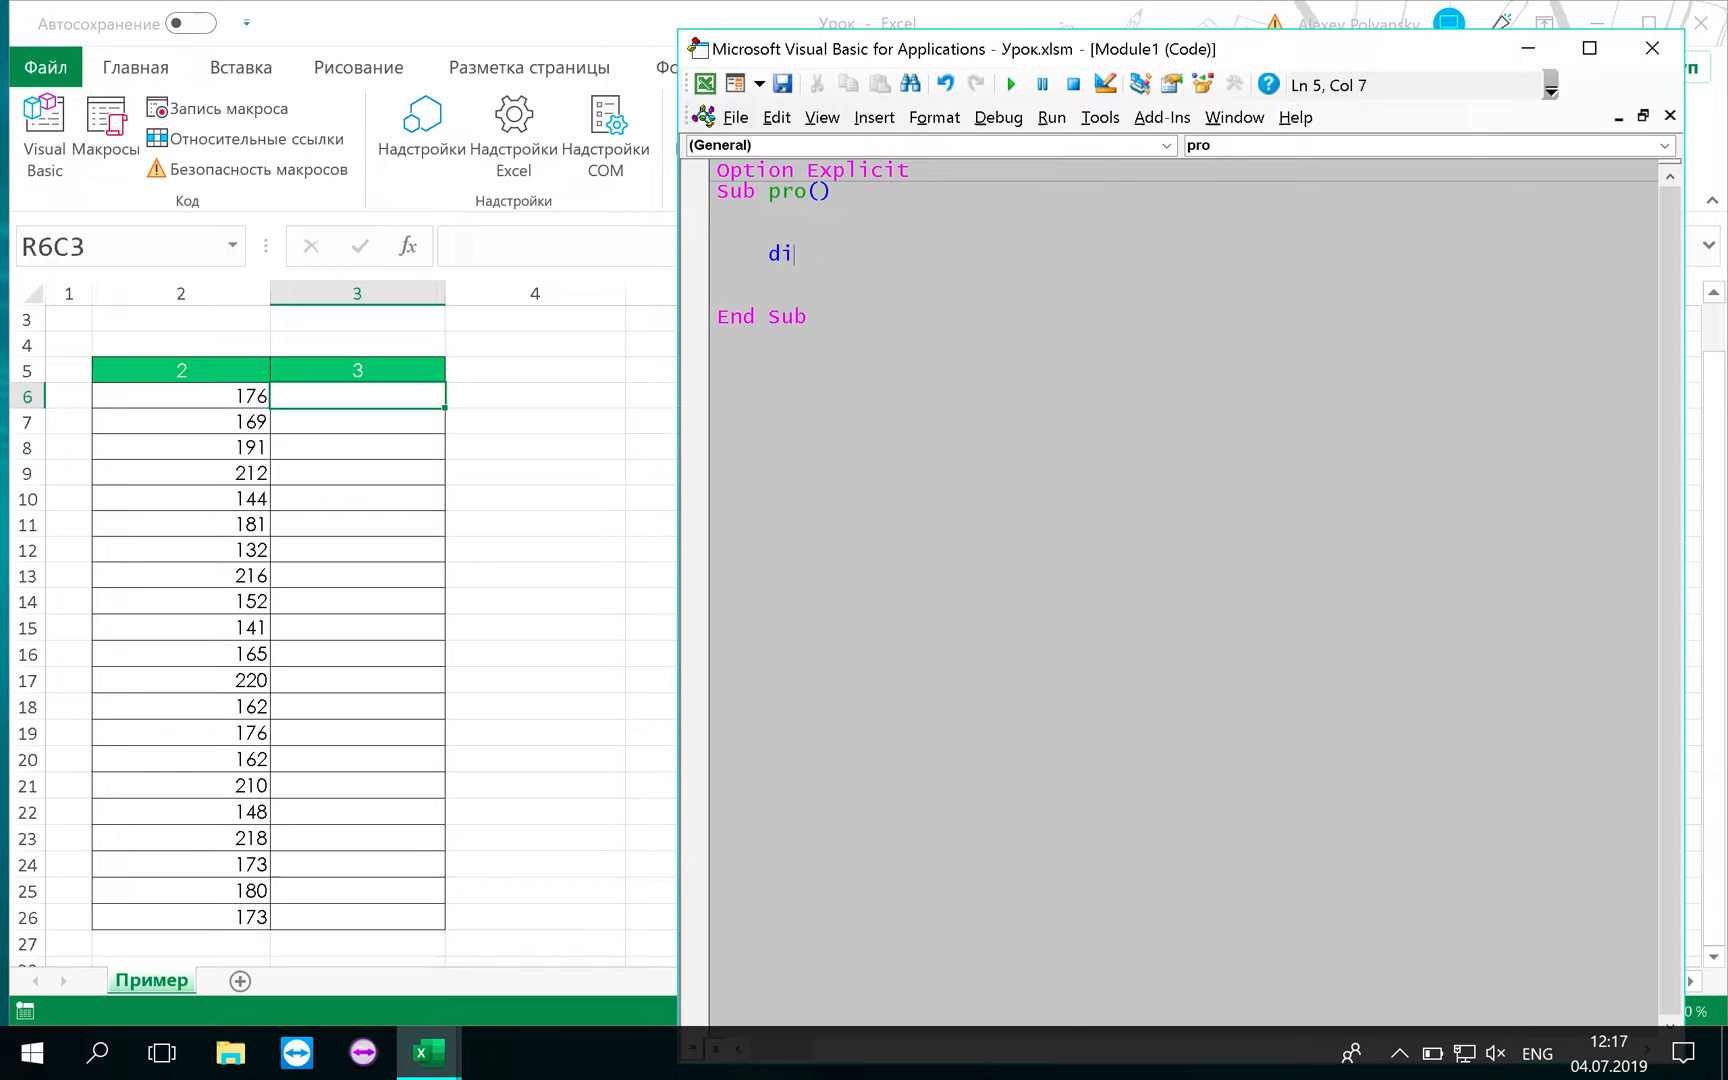 Автосохранение
Урок - Excel
Alexey Polyansky
Файл
Главная
Вставка
Рисование
Разметка страницы
Фо
Visual Basic
Макросы
Запись макроса
Относительные ссылки
Безопасность макросов
Код
Надстройки
Надстройки Excel
Надстройки COM
Надстройки
R6C3
fx
1 2 3 4
3
4
5 2 3
6 176
7 169
8 191
9 212
10 144
11 181
12 132
13 216
14 152
15 141
16 165
17 220
18 162
19 176
20 162
21 210
22 148
23 218
24 173
25 180
26 173
27
Пример
Microsoft Visual Basic for Applications - Урок.xlsm - [Module1 (Code)]
Ln 5, Col 7
File Edit View Insert Format Debug Run Tools Add-Ins Window Help
(General)
pro
Option Explicit
Sub pro()
di
End Sub
0 %
ENG
12:17
04.07.2019